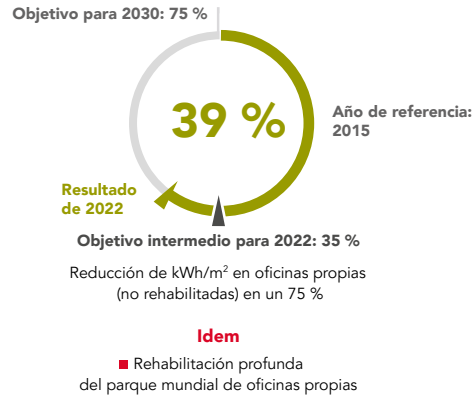 Objetivo para 2030: 75 %
39 %
Año de referencia:
2015
Resultado
de 2022
Objetivo intermedio para 2022: 35 %
Reducción de kWh/m² en oficinas propias
(no rehabilitadas) en un 75 %
Idem
Rehabilitación profunda
del parque mundial de oficinas propias